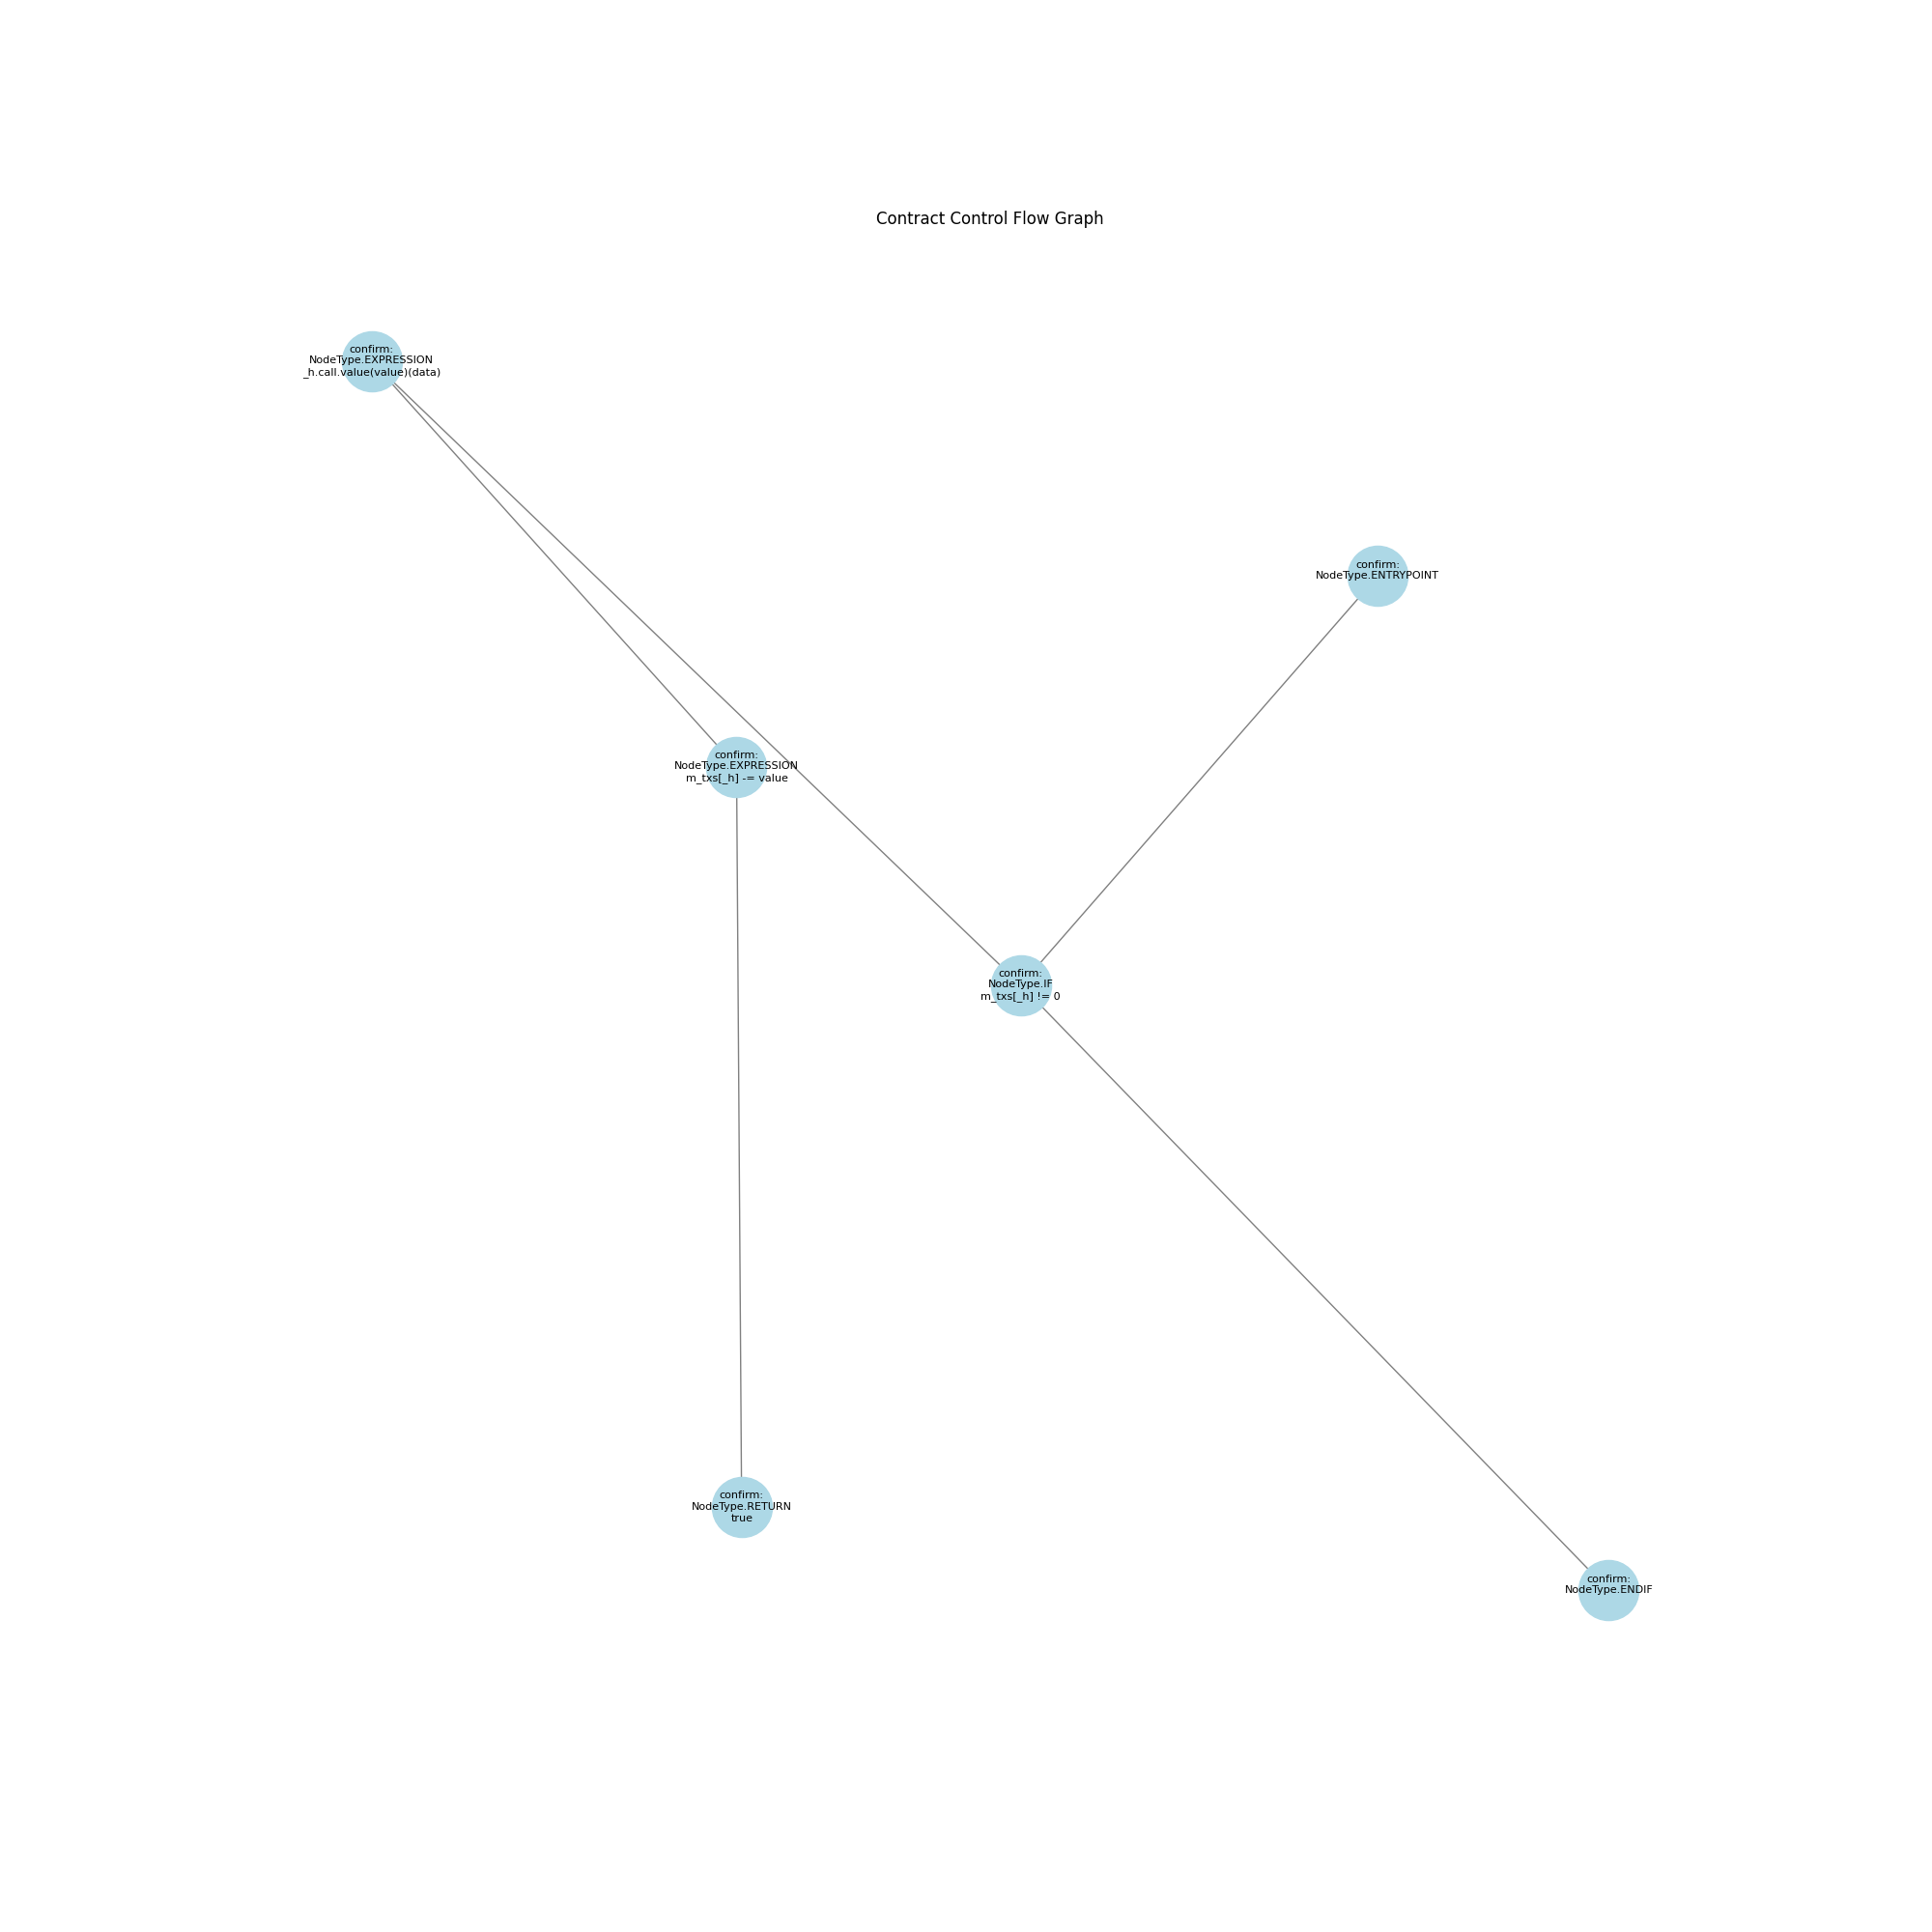 Contract Control Flow Graph
confirm:
NodeType.EXPRESSION
_h.call.value(value)(data)
confirm:
NodeType.ENTRYPOINT
confirm:
NodeType.EXPRESSION
m_txs[_h] -= value
confirm:
NodeType.IF
m_txs[_h] != 0
confirm:
NodeType.RETURN
true
confirm:
NodeType.ENDIF